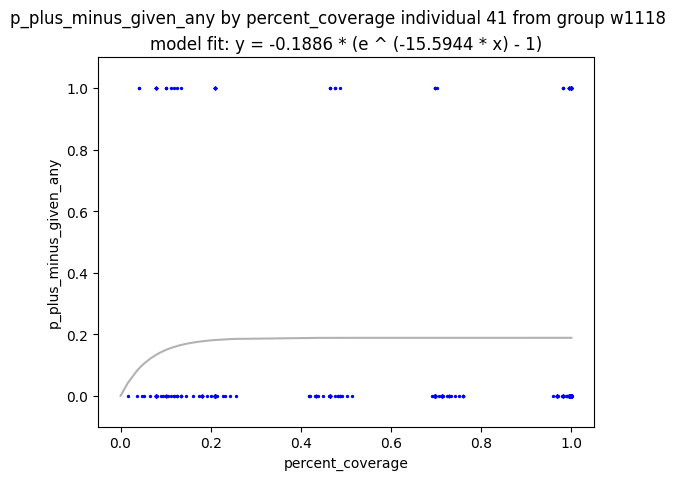 p_plus_minus_given_any by percent_coverage individual 41 from group w1118
model fit: y = -0.1886 * (e ^ (-15.5944 * x) - 1)
1.0
0.8
0.6
0.4
0.2
0.0
p_plus_minus_given_any
0.0 0.2 0.4 0.6 0.8 1.0
percent_coverage